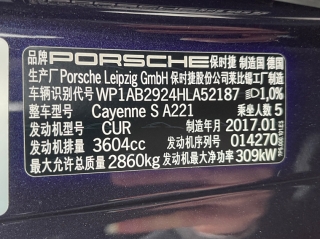 品牌 PORSCHE 保时捷 制造国 德国
生产厂 Porsche Leipzig GmbH 保时捷股份公司莱比锡工厂制造
车辆识别代号 WP1AB2924HLA52187 1,0%
整车型号 Cayenne S A221 乘坐人数 5
发动机型号 CUR 制造年月 2017.01
发动机排量 3604cc 发动机序列号 014270
最大允许总质量 2860kg 发动机最大净功率 309kW